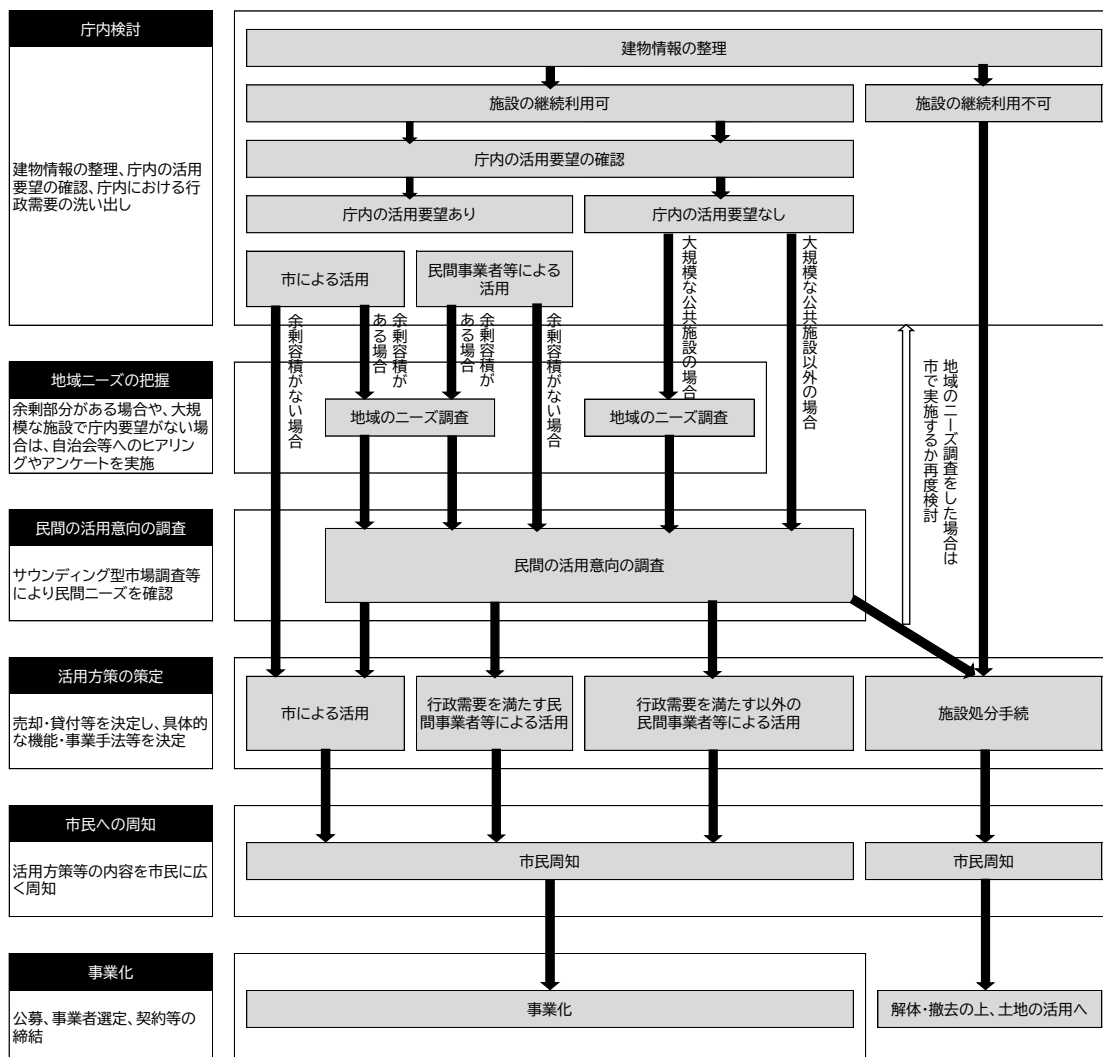 庁内検討
建物情報の整理、庁内の活用
要望の確認、庁内における行
政需要の洗い出し
建物情報の整理
施設の継続利用可
施設の継続利用不可
庁内の活用要望の確認
庁内の活用要望あり
庁内の活用要望なし
市による活用
民間事業者等による
活用
余剰容積がない場合
余剰容積が
ある場合
余剰容積が
ある場合
余剰容積がない場合
大規模な公共施設の場合
大規模な公共施設以外の場合
地域のニーズ調査をした場合は
市で実施するか再度検討
地域ニーズの把握
余剰部分がある場合や、大規
模な施設で庁内要望がない場
合は、自治会等へのヒアリン
グやアンケートを実施
地域のニーズ調査
地域のニーズ調査
民間の活用意向の調査
サウンディング型市場調査等
により民間ニーズを確認
民間の活用意向の調査
活用方策の策定
売却・貸付等を決定し、具体的
な機能・事業手法等を決定
市による活用
行政需要を満たす民
間事業者等による活用
行政需要を満たす以外の
民間事業者等による活用
施設処分手続
市民への周知
活用方策等の内容を市民に広
く周知
市民周知
市民周知
事業化
公募、事業者選定、契約等の
締結
事業化
解体・撤去の上、土地の活用へ